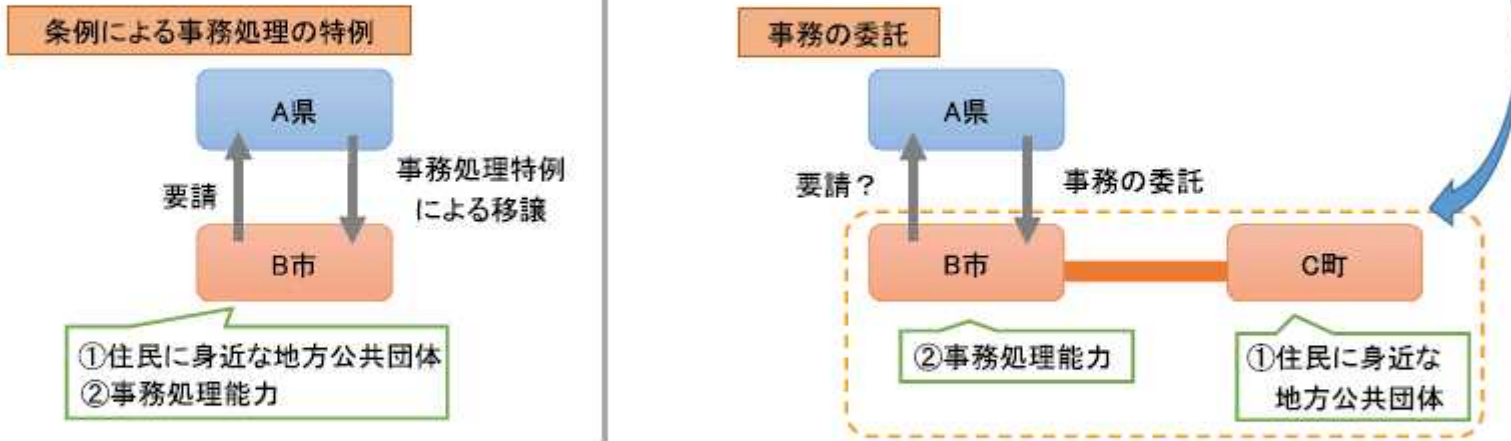 条例による事務処理の特例
A県
要請
事務処理特例
による移譲
B市
①住民に身近な地方公共団体
②事務処理能力
事務の委託
A県
要請?
事務の委託
B市
C町
②事務処理能力
①住民に身近な
地方公共団体